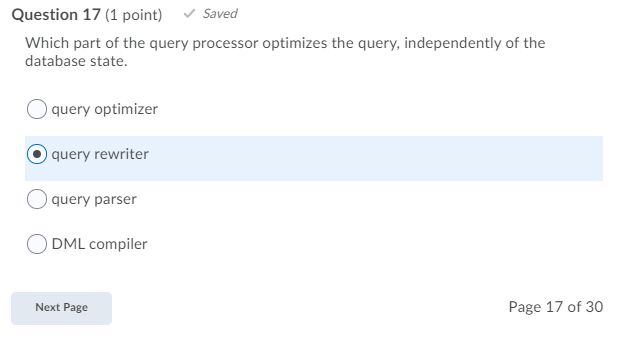 Question 17 (1 point) ✓ Saved
Which part of the query processor optimizes the query, independently of the
database state.
query optimizer
query rewriter
query parser
DML compiler
Next Page Page 17 of 30